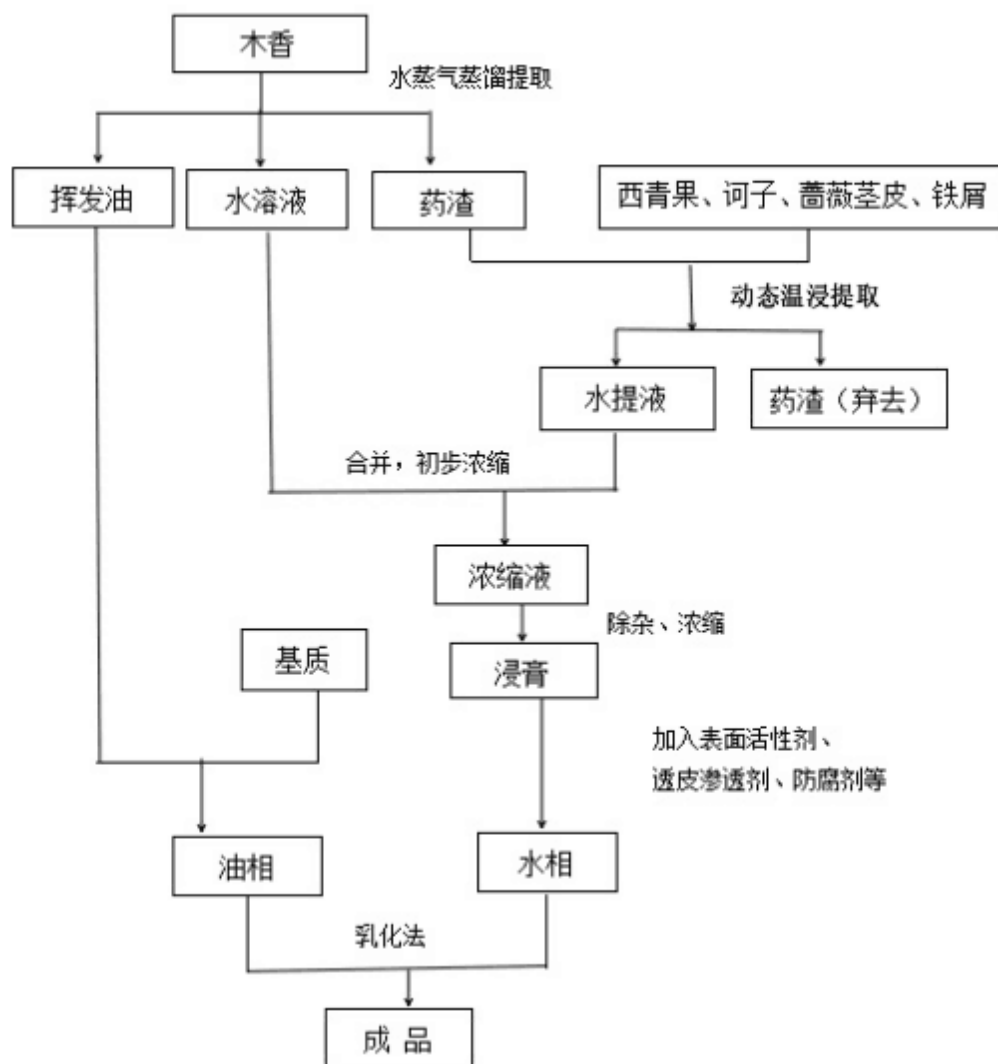 木香
水蒸气蒸馏提取
挥发油
水溶液
药渣
西青果、诃子、蔷薇茎皮、铁屑
动态温浸提取
水提液
药渣（弃去）
合并，初步浓缩
浓缩液
除杂、浓缩
基质
浸膏
加入表面活性剂、
透皮渗透剂、防腐剂等
油相
水相
乳化法
成 品